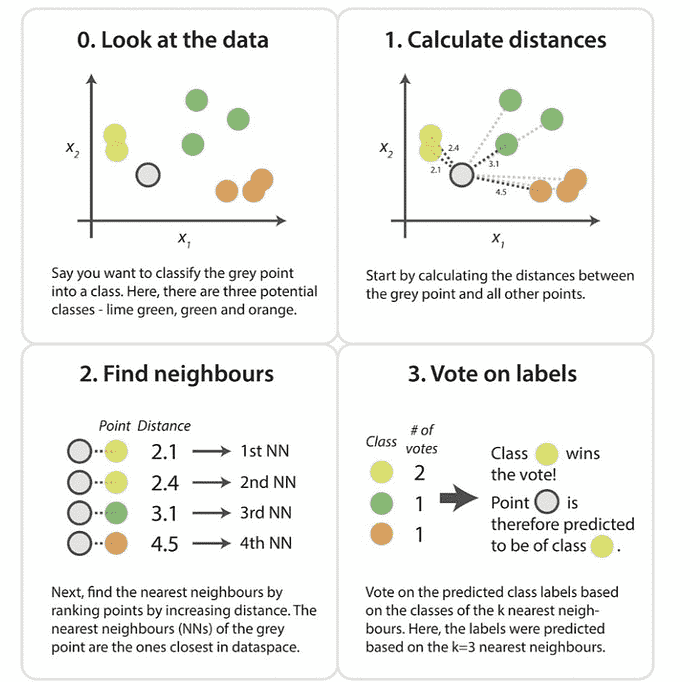 0. Look at the data
x2
x1
Say you want to classify the grey point
into a class. Here, there are three potential
classes - lime green, green and orange.
1. Calculate distances
x2
2.4
2.1
3.1
4.5
x1
Start by calculating the distances between
the grey point and all other points.
2. Find neighbours
Point Distance
2.1 1st NN
2.4 2nd NN
3.1 3rd NN
4.5 4th NN
Next, find the nearest neighbours by
ranking points by increasing distance. The
nearest neighbours (NNs) of the grey
point are the ones closest in dataspace.
3. Vote on labels
Class # of
votes
2
1
1
Class wins
the vote!
Point is
therefore predicted
to be of class .
Vote on the predicted class labels based
on the classes of the k nearest neigh-
bours. Here, the labels were predicted
based on the k=3 nearest neighbours.